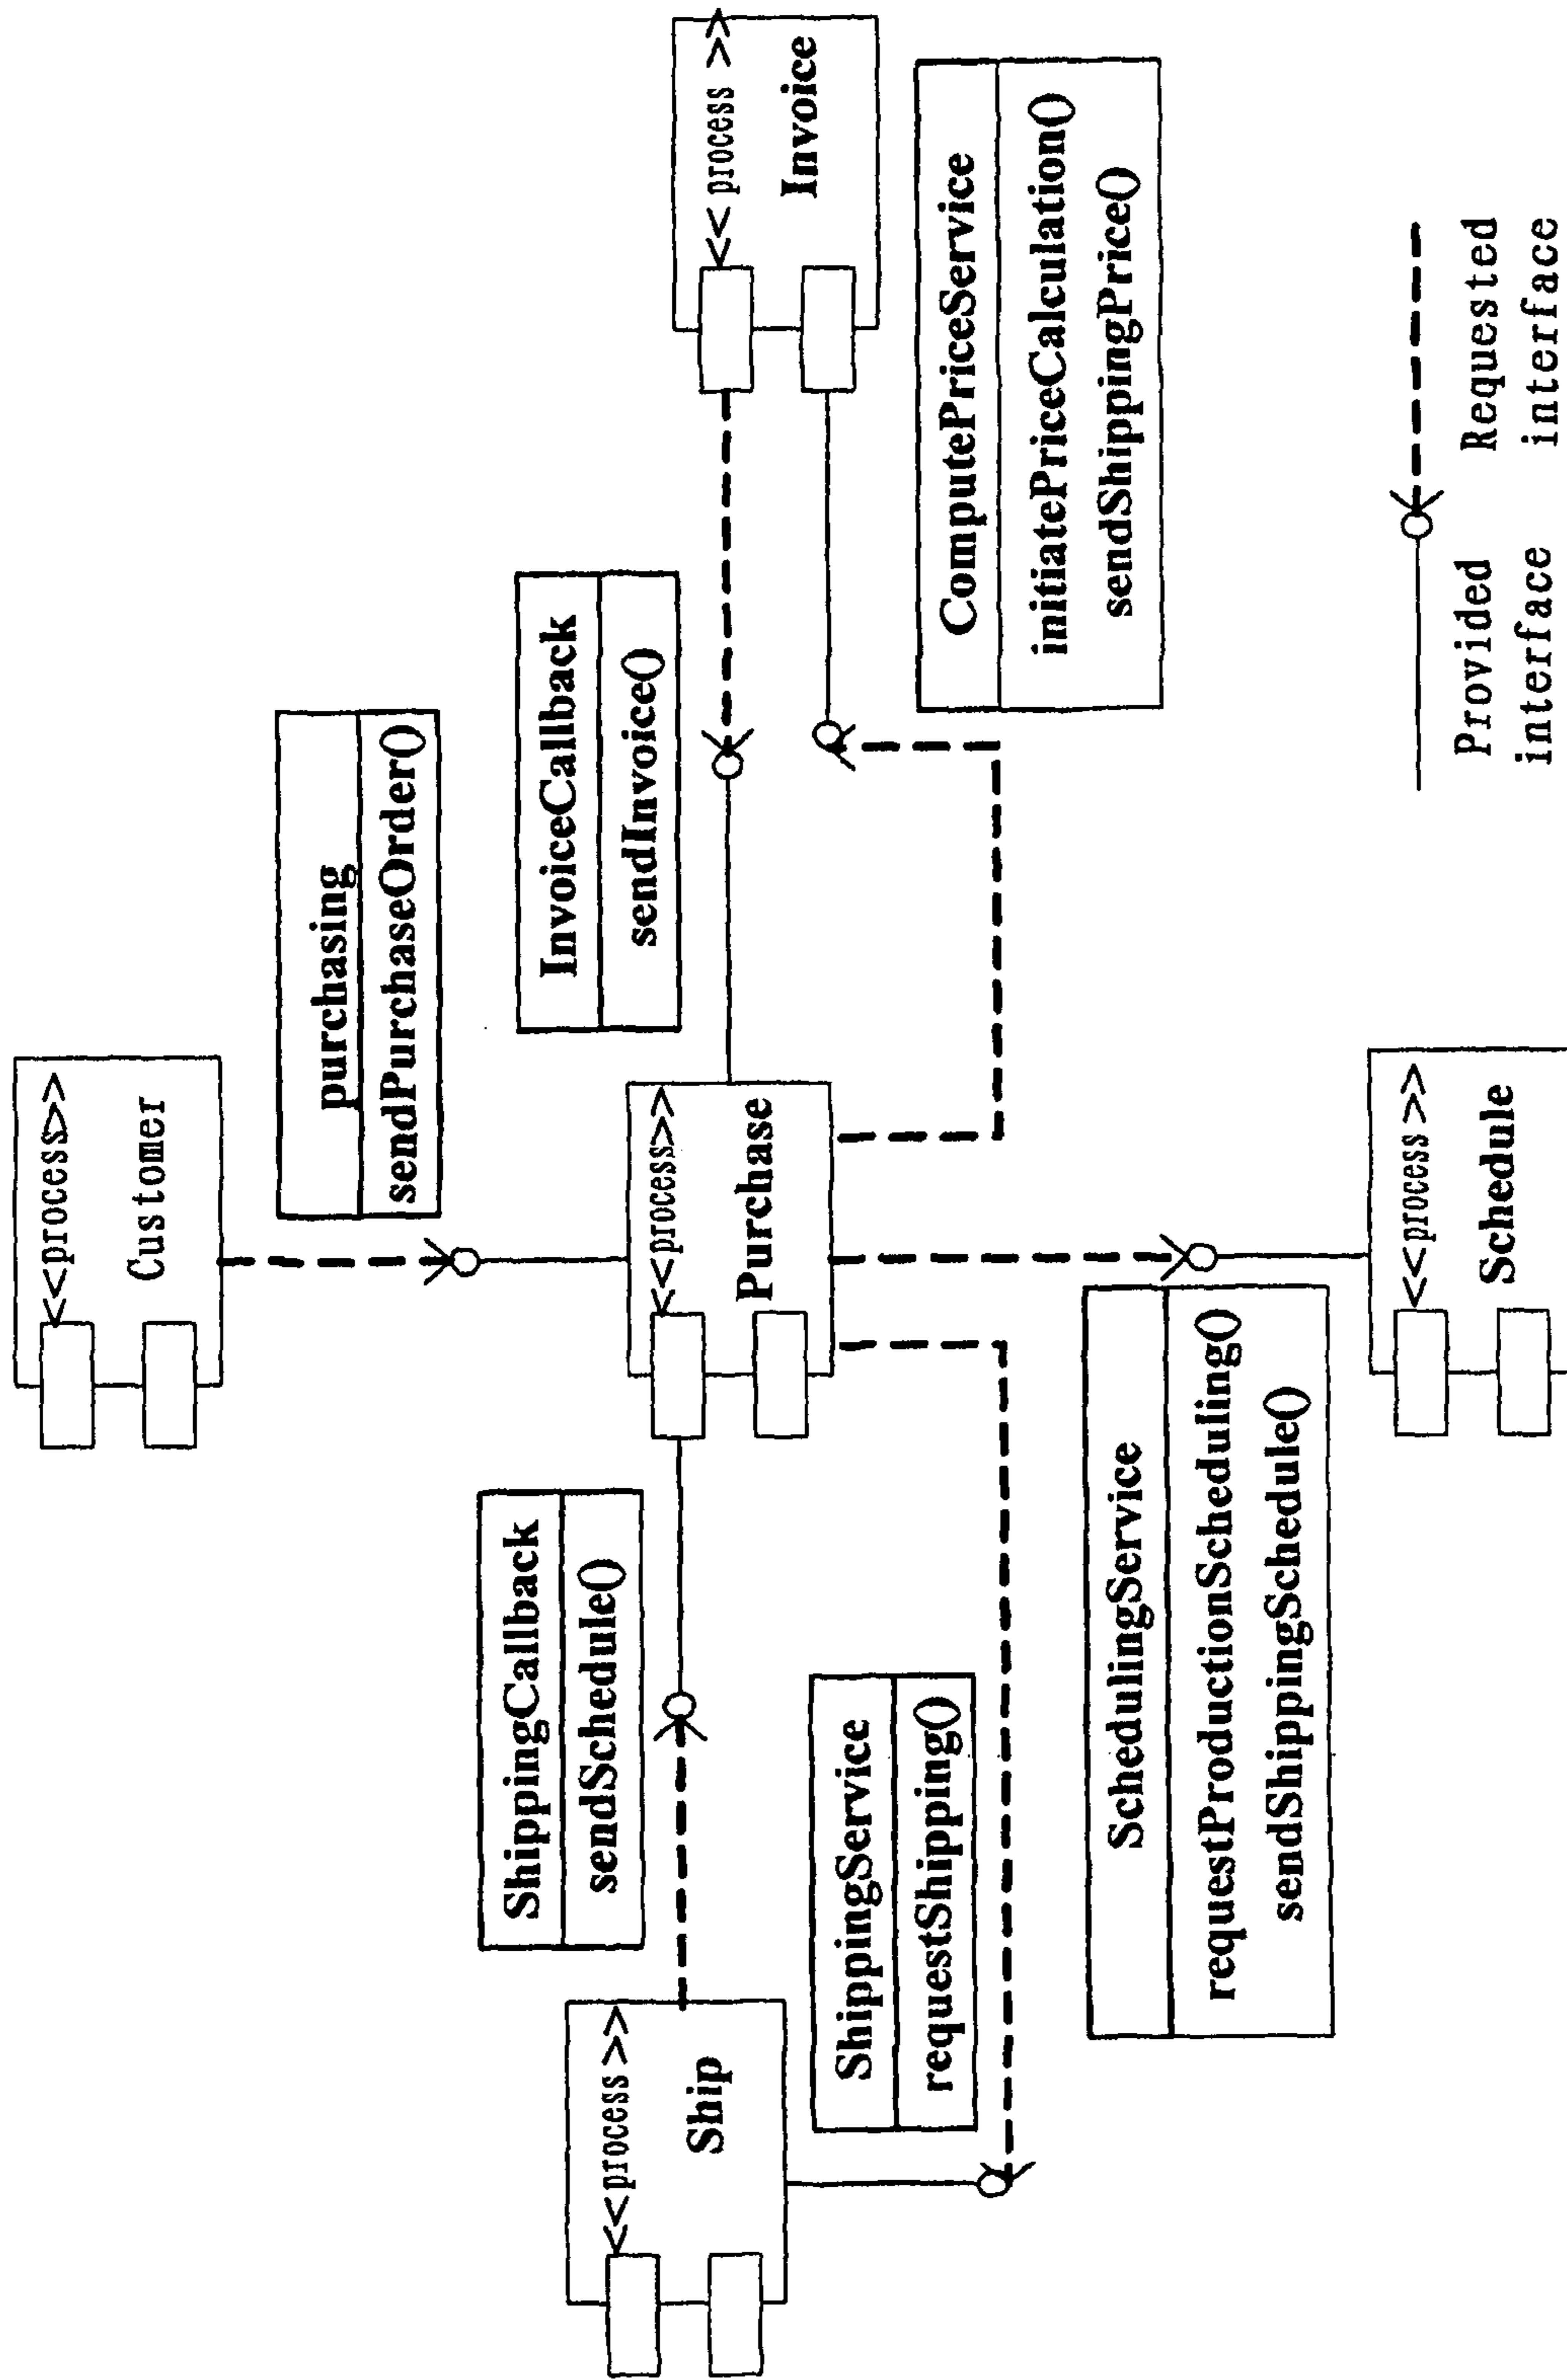 <<process>>
Customer
purchasing
sendPurchaseOrder()
ShippingCallback
sendSchedule()
InvoiceCallback
sendInvoice()
<<process>>
Ship
<<process>>
Purchase
<<process>>
Invoice
ShippingService
requestShipping()
ComputePriceService
initiatePriceCalculation()
sendShippingPrice()
SchedulingService
requestProductionScheduling()
sendShippingSchedule()
<<process>>
Schedule
Provided
interface
Requested
interface